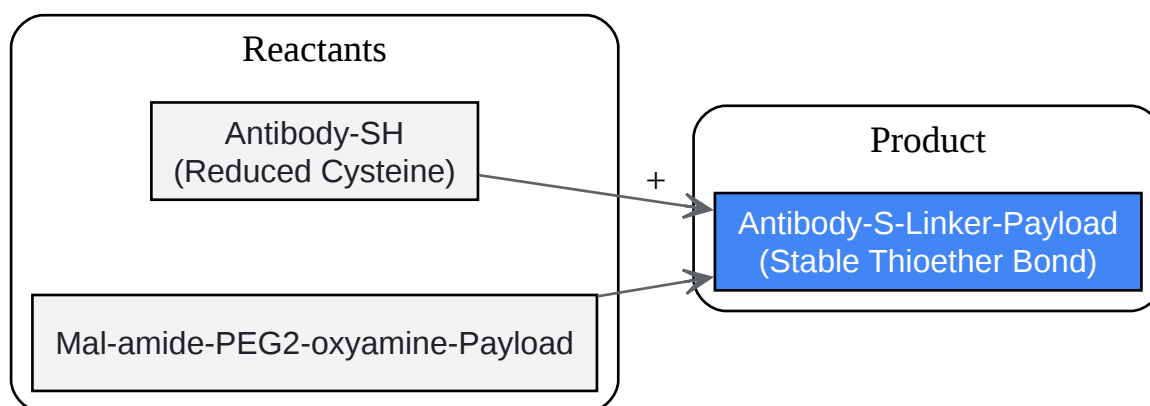 Reactants
Antibody-SH
(Reduced Cysteine)
Mal-amide-PEG2-oxyamine-Payload
+
Product
Antibody-S-Linker-Payload
(Stable Thioether Bond)